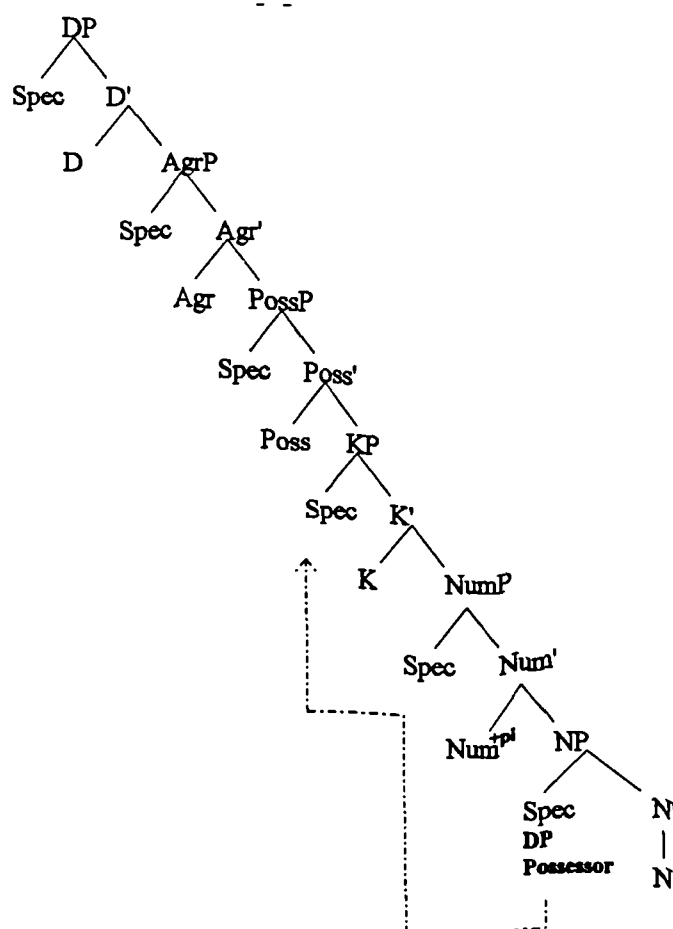 DP
Spec D'
D AgrP
Spec Agr'
Agr PossP
Spec Poss'
Poss KP
Spec K'
K NumP
Spec Num'
Num+pl NP
Spec N'
DP
Possessor N